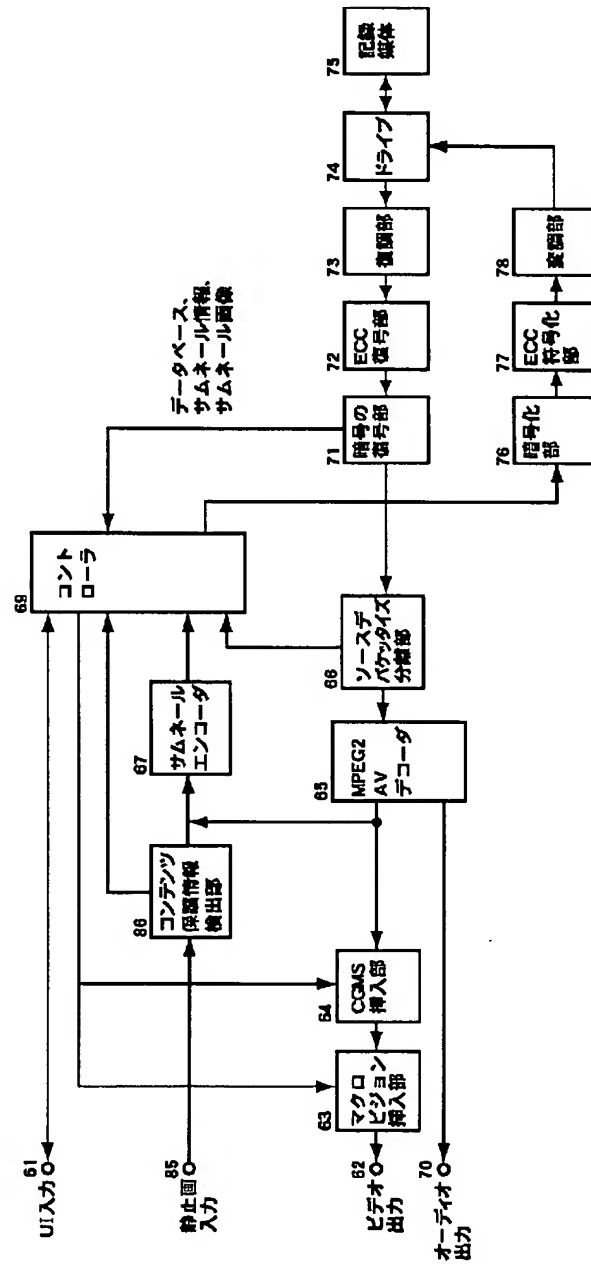 61
UI入力
85
静止画
入力
62
ビデオ
出力
70
オーディオ
出力
63
マクロ
ビジョン
挿入部
64
CGMS
挿入部
86
コンテンツ
保護情報
検出部
67
サムネール
エンコーダ
65
MPEG2
AV
デコーダ
66
ソースデ
パケッタイズ
分離部
69
コント
ローラ
データベース、
サムネール情報、
サムネール画像
71
暗号の
復号部
72
ECC
復号部
73
復調部
74
ドライブ
75
記録
媒体
76
暗号化
部
77
ECC
符号化
部
78
変調部